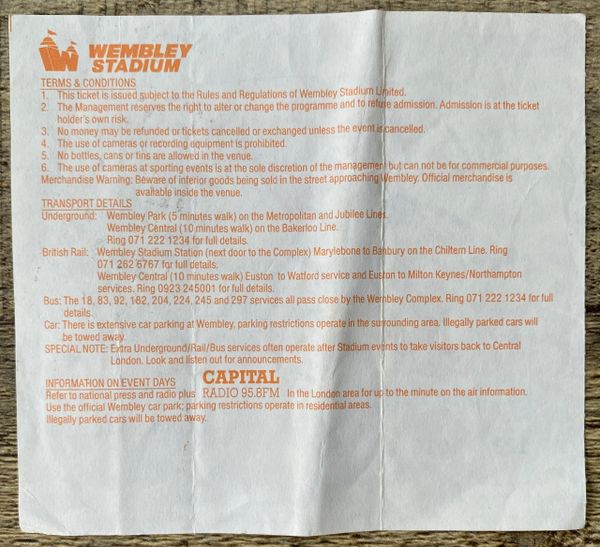 WEMBLEY
STADIUM
TERMS & CONDITIONS
1. This ticket is issued subject to the Rules and Regulations of Wembley Stadium Limited.
2. The Management reserves the right to alter or change the programme and to refuse admission. Admission is at the ticket
holder's own risk.
3. No money may be refunded or tickets cancelled or exchanged unless the event is cancelled.
4. The use of cameras or recording equipment is prohibited.
5. No bottles, cans or tins are allowed in the venue.
6. The use of cameras at sporting events is at the sole discretion of the management but can not be for commercial purposes.
Merchandise Warning: Beware of interior goods being sold in the street approaching Wembley. Official merchandise is
available inside the venue.
TRANSPORT DETAILS
Underground: Wembley Park (5 minutes walk) on the Metropolitan and Jubilee Lines.
Wembley Central (10 minutes walk) on the Bakerloo Line.
Ring 071 222 1234 for full details.
British Rail: Wembley Stadium Station (next door to the Complex) Marylebone to Banbury on the Chiltern Line. Ring
071 262 6767 for full details.
Wembley Central (10 minutes walk) Euston to Watford service and Euston to Milton Keynes/Northampton
services. Ring 0923 245001 for full details.
Bus: The 18, 83, 92, 162, 204, 224, 245 and 297 services all pass close by the Wembley Complex. Ring 071 222 1234 for full
details.
Car: There is extensive car parking at Wembley, parking restrictions operate in the surrounding area. Illegally parked cars will
be towed away.
SPECIAL NOTE: Extra Underground/Rail/Bus services often operate after Stadium events to take visitors back to Central
London. Look and listen out for announcements.
INFORMATION ON EVENT DAYS
Refer to national press and radio plus CAPITAL RADIO 95.8FM In the London area for up to the minute on the air information.
Use the official Wembley car park; parking restrictions operate in residential areas.
Illegally parked cars will be towed away.